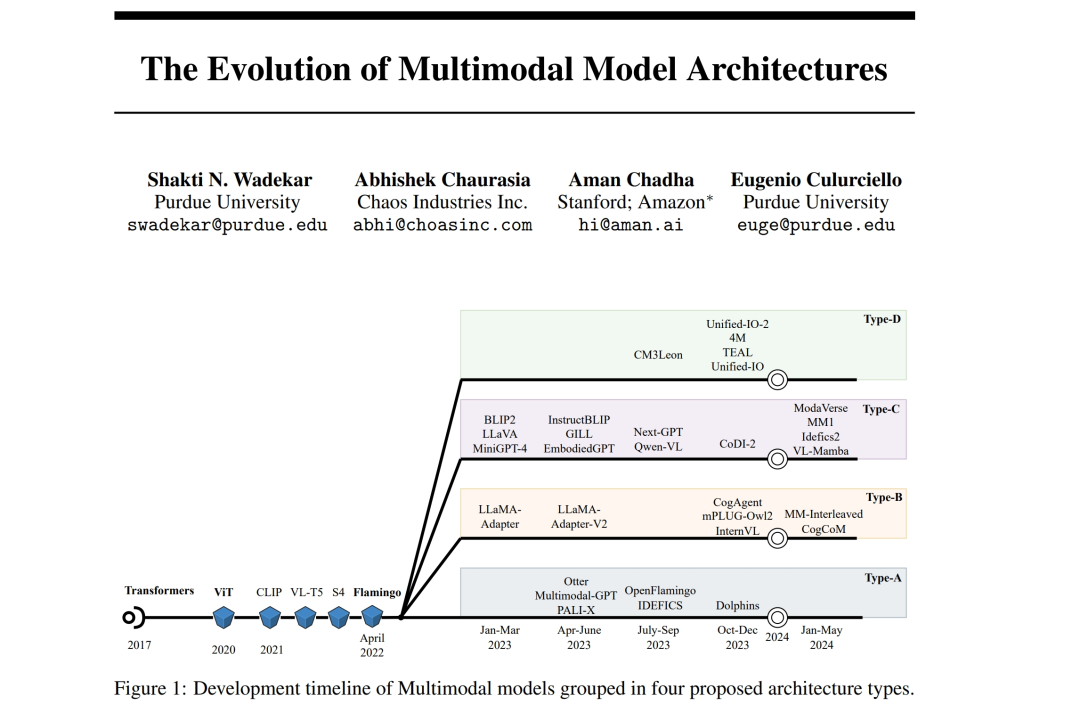 The Evolution of Multimodal Model Architectures
Shakti N. Wadekar
Purdue University
swadekar@purdue.edu
Abhishek Chaurasia
Chaos Industries Inc.
abhi@choasinc.com
Aman Chadha
Stanford; Amazon*
hi@aman.ai
Eugenio Culurciello
Purdue University
euge@purdue.edu
Type-D
CM3Leon
Unified-IO-2
4M
TEAL
Unified-IO
Type-C
BLIP2
LLaVA
MiniGPT-4
InstructBLIP
GILL
EmbodiedGPT
Next-GPT
Qwen-VL
CoDI-2
ModaVerse
MM1
Idefics2
VL-Mamba
Type-B
LLaMA-
Adapter
LLaMA-
Adapter-V2
CogAgent
mPLUG-Owl2
InternVL
MM-Interleaved
CogCoM
Type-A
Otter
Multimodal-GPT
PALI-X
OpenFlamingo
IDEFICS
Dolphins
Transformers
ViT
CLIP
VL-T5
S4
Flamingo
2017
2020
2021
April
2022
Jan-Mar
2023
Apr-June
2023
July-Sep
2023
Oct-Dec
2023
2024
Jan-May
2024
Figure 1: Development timeline of Multimodal models grouped in four proposed architecture types.